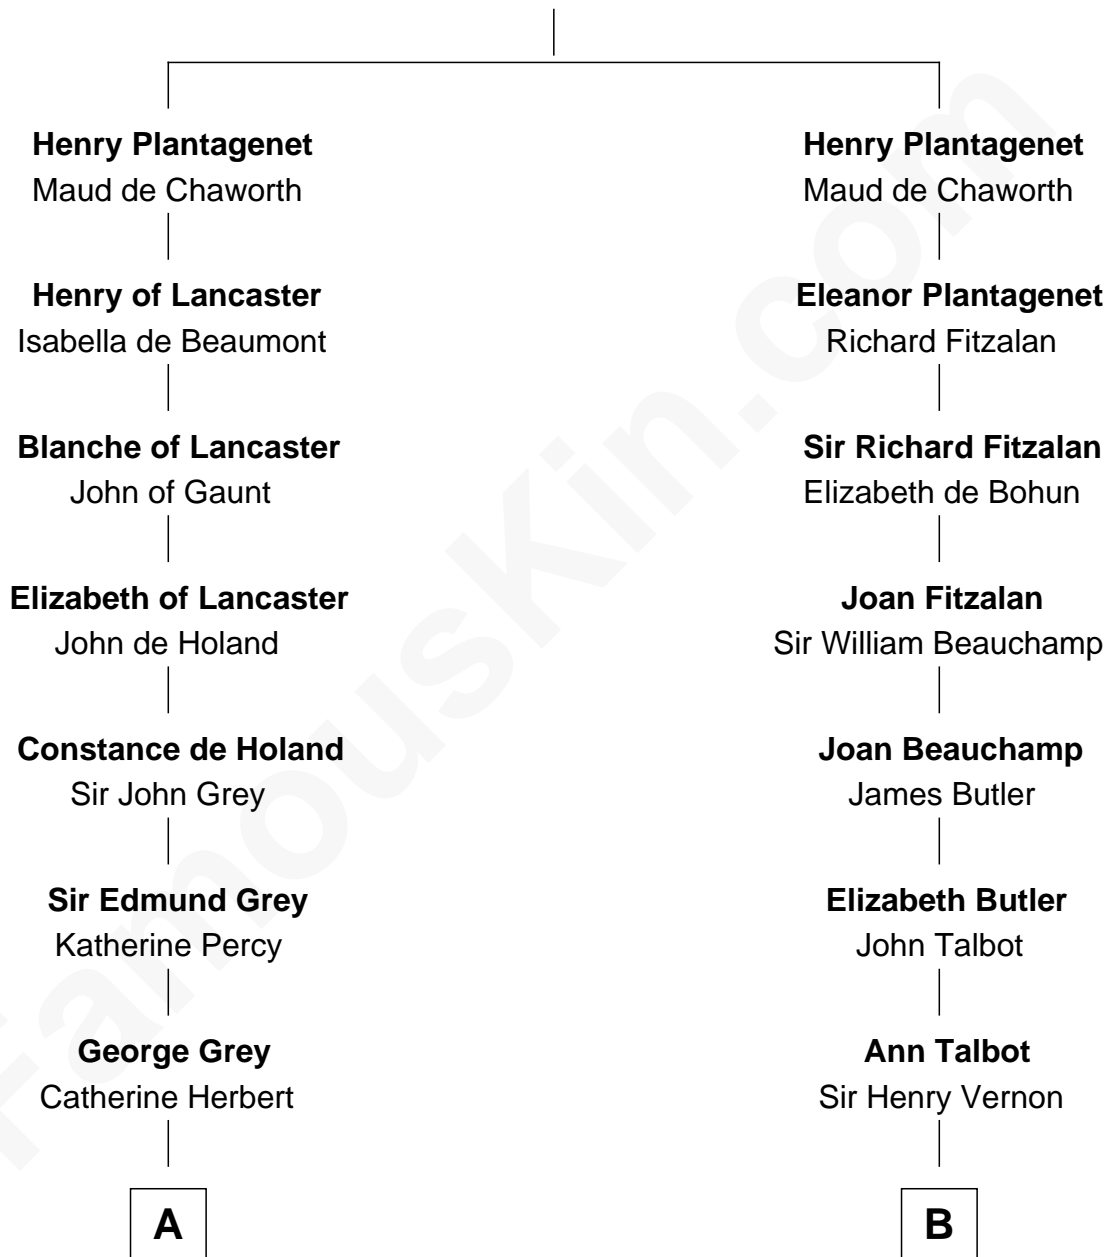 Henry Plantagenet
Maud de Chaworth
Henry of Lancaster
Isabella de Beaumont
Blanche of Lancaster
John of Gaunt
Elizabeth of Lancaster
John de Holand
Constance de Holand
Sir John Grey
Sir Edmund Grey
Katherine Percy
George Grey
Catherine Herbert
A
Henry Plantagenet
Maud de Chaworth
Eleanor Plantagenet
Richard Fitzalan
Sir Richard Fitzalan
Elizabeth de Bohun
Joan Fitzalan
Sir William Beauchamp
Joan Beauchamp
James Butler
Elizabeth Butler
John Talbot
Ann Talbot
Sir Henry Vernon
B
FamousKin.com